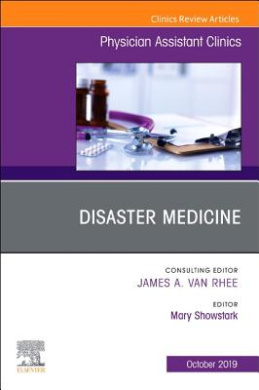 Clinics Review Articles
Physician Assistant Clinics
DISASTER MEDICINE
CONSULTING EDITOR
JAMES A. VAN RHEE
EDITOR
Mary Showstark
ELSEVIER
October 2019